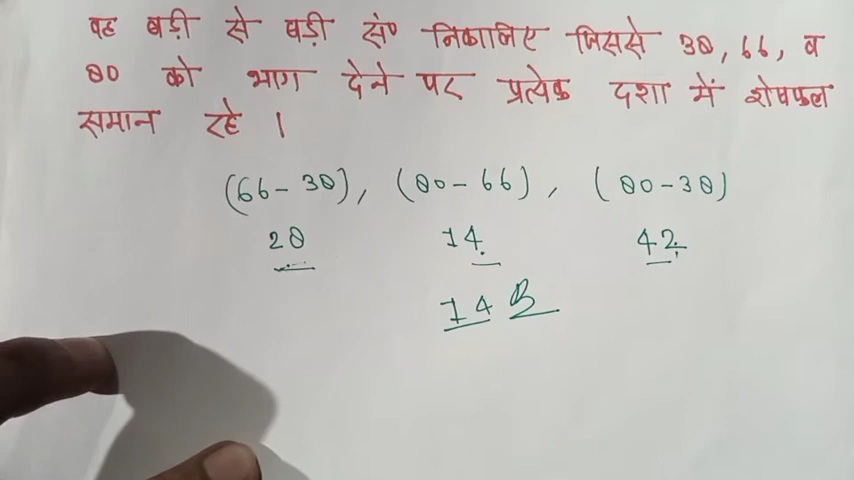 वह बड़ी से बड़ी सं० निकालिए जिससे 38, 66, व
80 को भाग देने पर प्रत्येक दशा में शेषफल
समान रहे ।
(66-38), (80-66), (80-38)
28 14 42
14